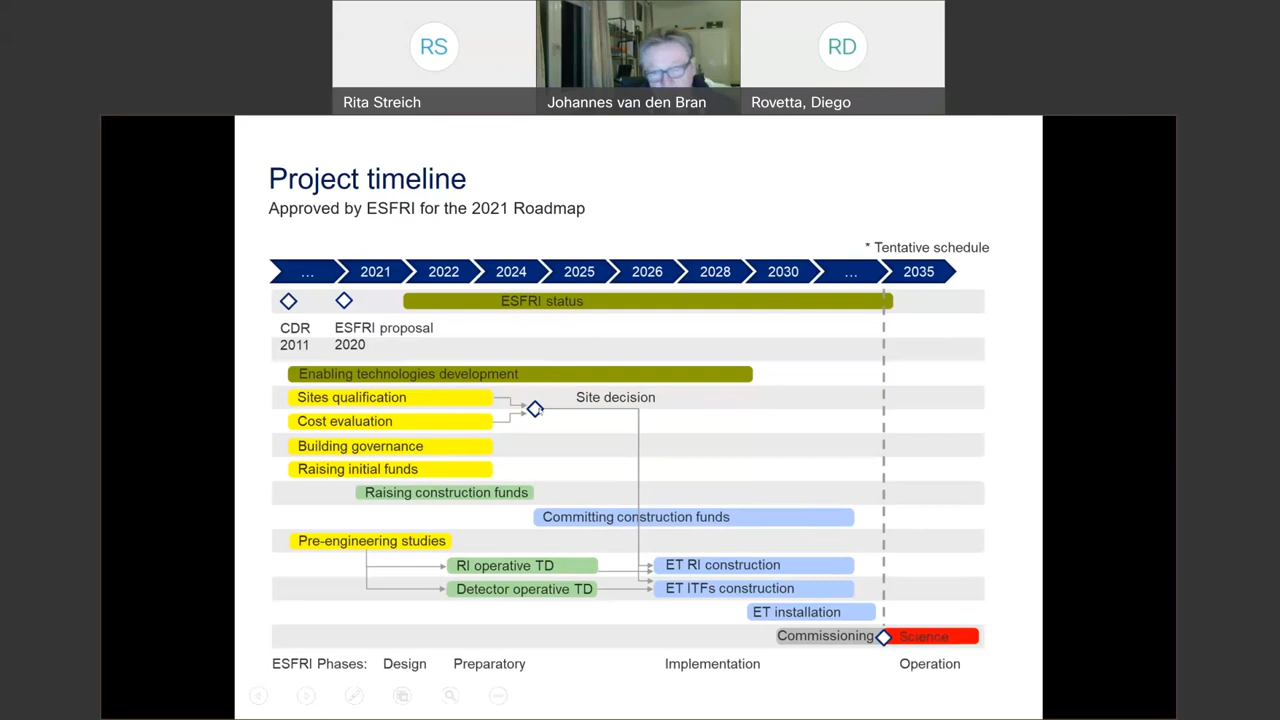 RS
RD
Rita Streich
Johannes van den Bran
Rovetta, Diego
Project timeline
Approved by ESFRI for the 2021 Roadmap
* Tentative schedule
... 2021 2022 2024 2025 2026 2028 2030 ... 2035
ESFRI status
CDR
2011
ESFRI proposal
2020
Enabling technologies development
Sites qualification
Site decision
Cost evaluation
Building governance
Raising initial funds
Raising construction funds
Committing construction funds
Pre-engineering studies
RI operative TD
ET RI construction
Detector operative TD
ET ITFs construction
ET installation
Commissioning
Science
ESFRI Phases: Design Preparatory Implementation Operation